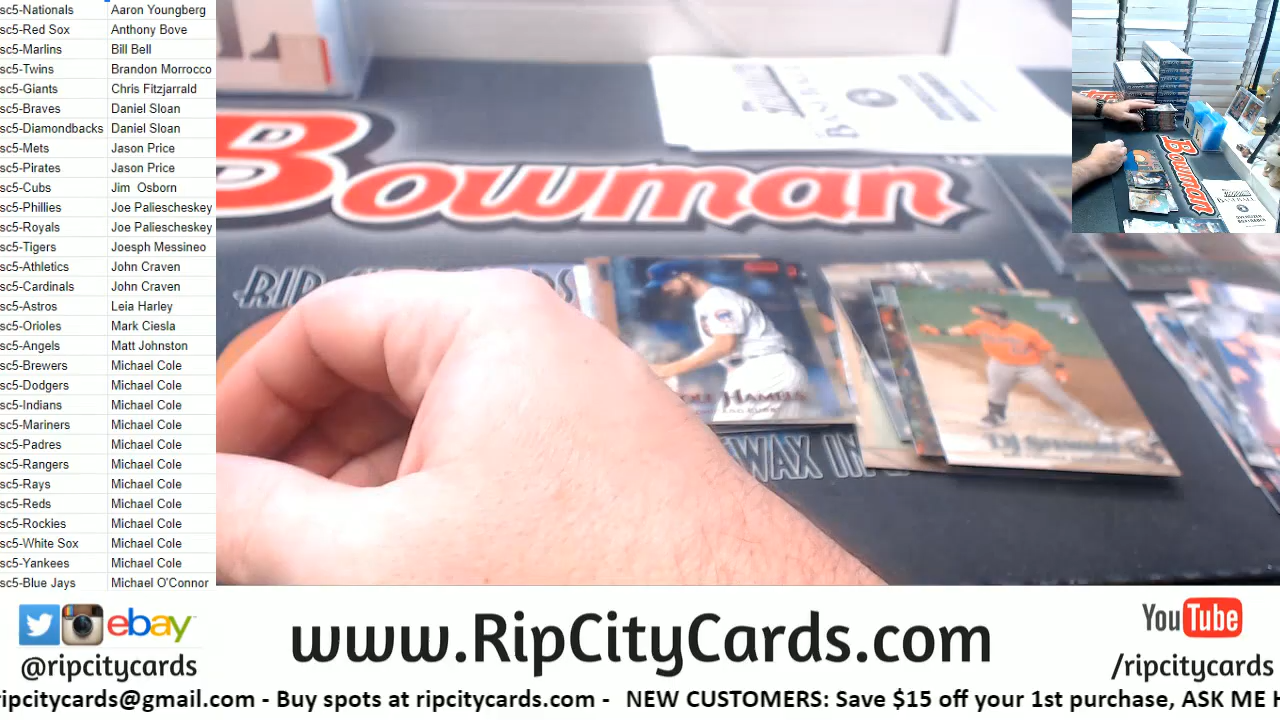 sc5-Nationals Aaron Youngberg
sc5-Red Sox Anthony Bove
sc5-Marlins Bill Bell
sc5-Twins Brandon Morrocco
sc5-Giants Chris Fitzjarrald
sc5-Braves Daniel Sloan
sc5-Diamondbacks Daniel Sloan
sc5-Mets Jason Price
sc5-Pirates Jason Price
sc5-Cubs Jim Osborn
sc5-Phillies Joe Paliescheskey
sc5-Royals Joe Paliescheskey
sc5-Tigers Joesph Messineo
sc5-Athletics John Craven
sc5-Cardinals John Craven
sc5-Astros Leia Harley
sc5-Orioles Mark Ciesla
sc5-Angels Matt Johnston
sc5-Brewers Michael Cole
sc5-Dodgers Michael Cole
sc5-Indians Michael Cole
sc5-Mariners Michael Cole
sc5-Padres Michael Cole
sc5-Rangers Michael Cole
sc5-Rays Michael Cole
sc5-Reds Michael Cole
sc5-Rockies Michael Cole
sc5-White Sox Michael Cole
sc5-Yankees Michael Cole
sc5-Blue Jays Michael O'Connor
Bowman
RIP
WAX IN
Bowman
ebay
@ripcitycards
www.RipCityCards.com
YouTube
/ripcitycards
ripcitycards@gmail.com - Buy spots at ripcitycards.com - NEW CUSTOMERS: Save $15 off your 1st purchase, ASK ME H